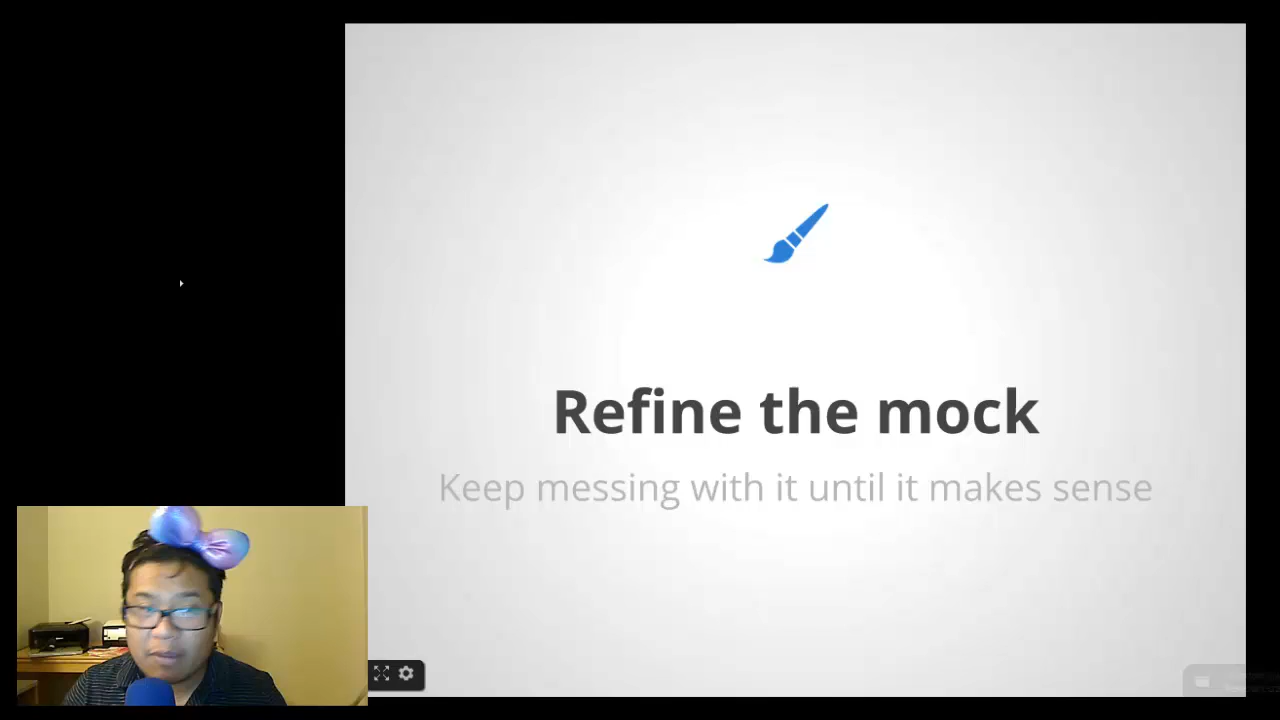 Refine the mock
Keep messing with it until it makes sense